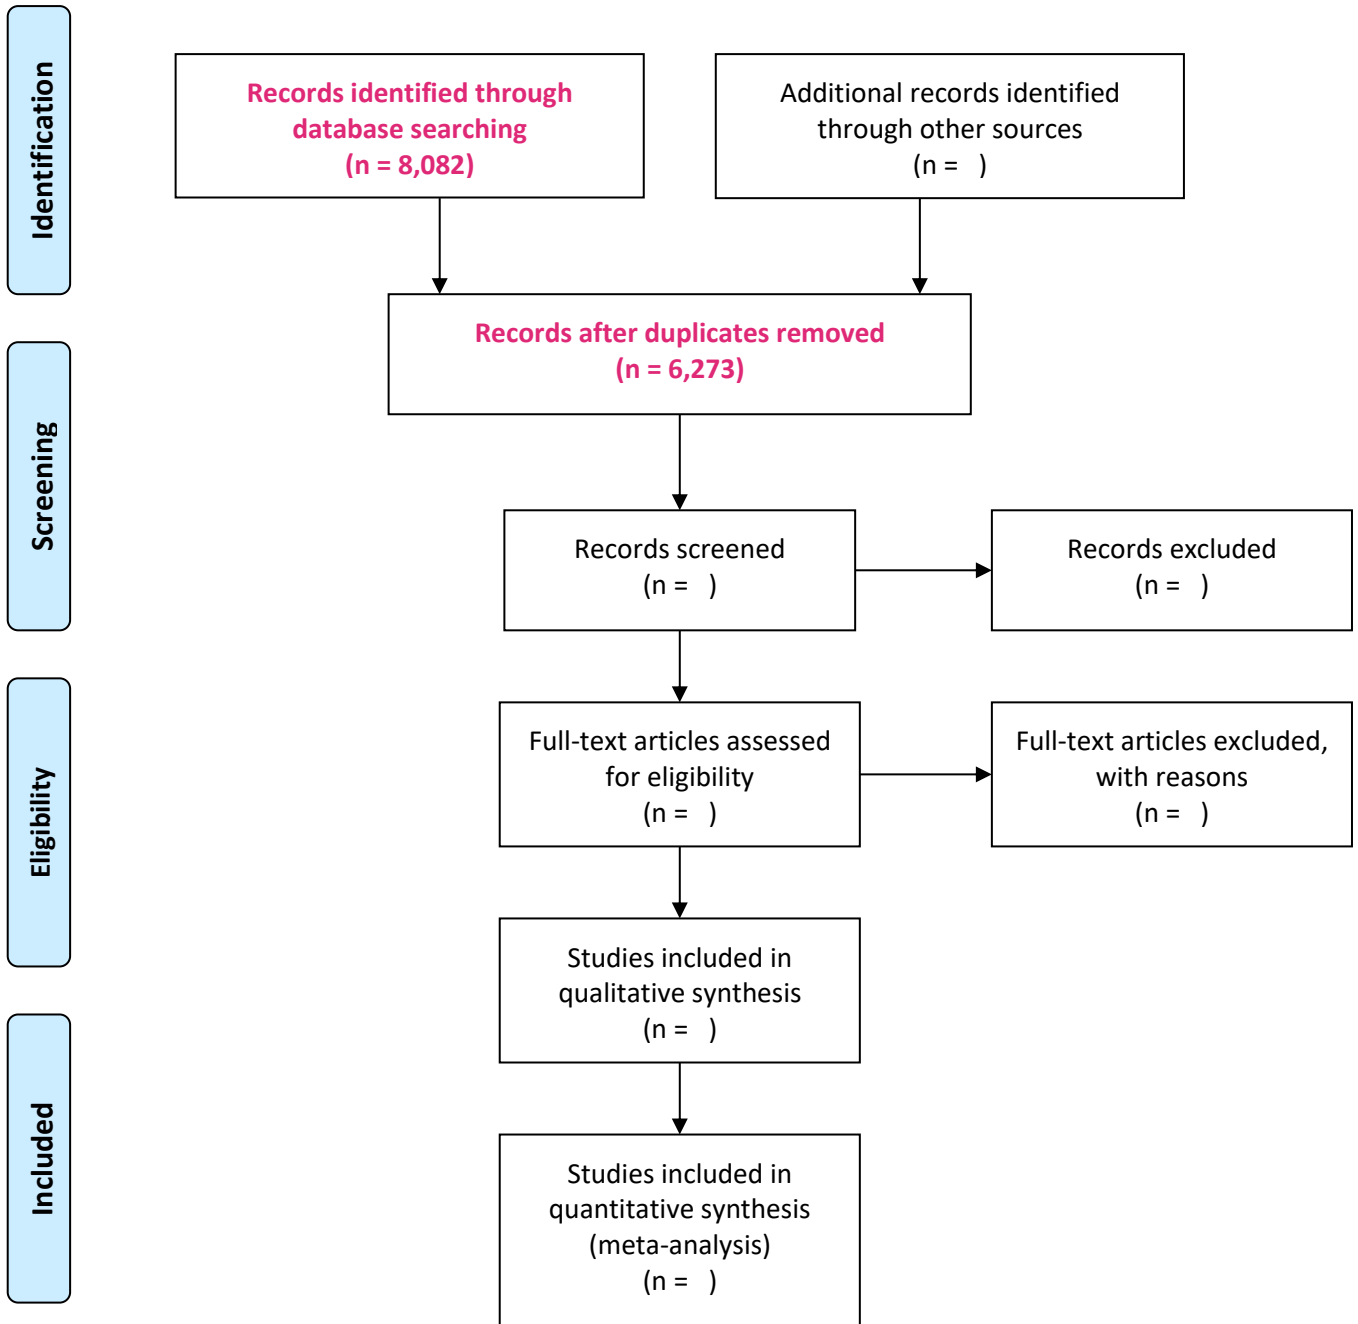 Identification
Records identified through
database searching
(n = 8,082)
Additional records identified
through other sources
(n =   )
Records after duplicates removed
(n = 6,273)
Screening
Records screened
(n =   )
Records excluded
(n =   )
Eligibility
Full-text articles assessed
for eligibility
(n =   )
Full-text articles excluded,
with reasons
(n =   )
Studies included in
qualitative synthesis
(n =   )
Included
Studies included in
quantitative synthesis
(meta-analysis)
(n =   )